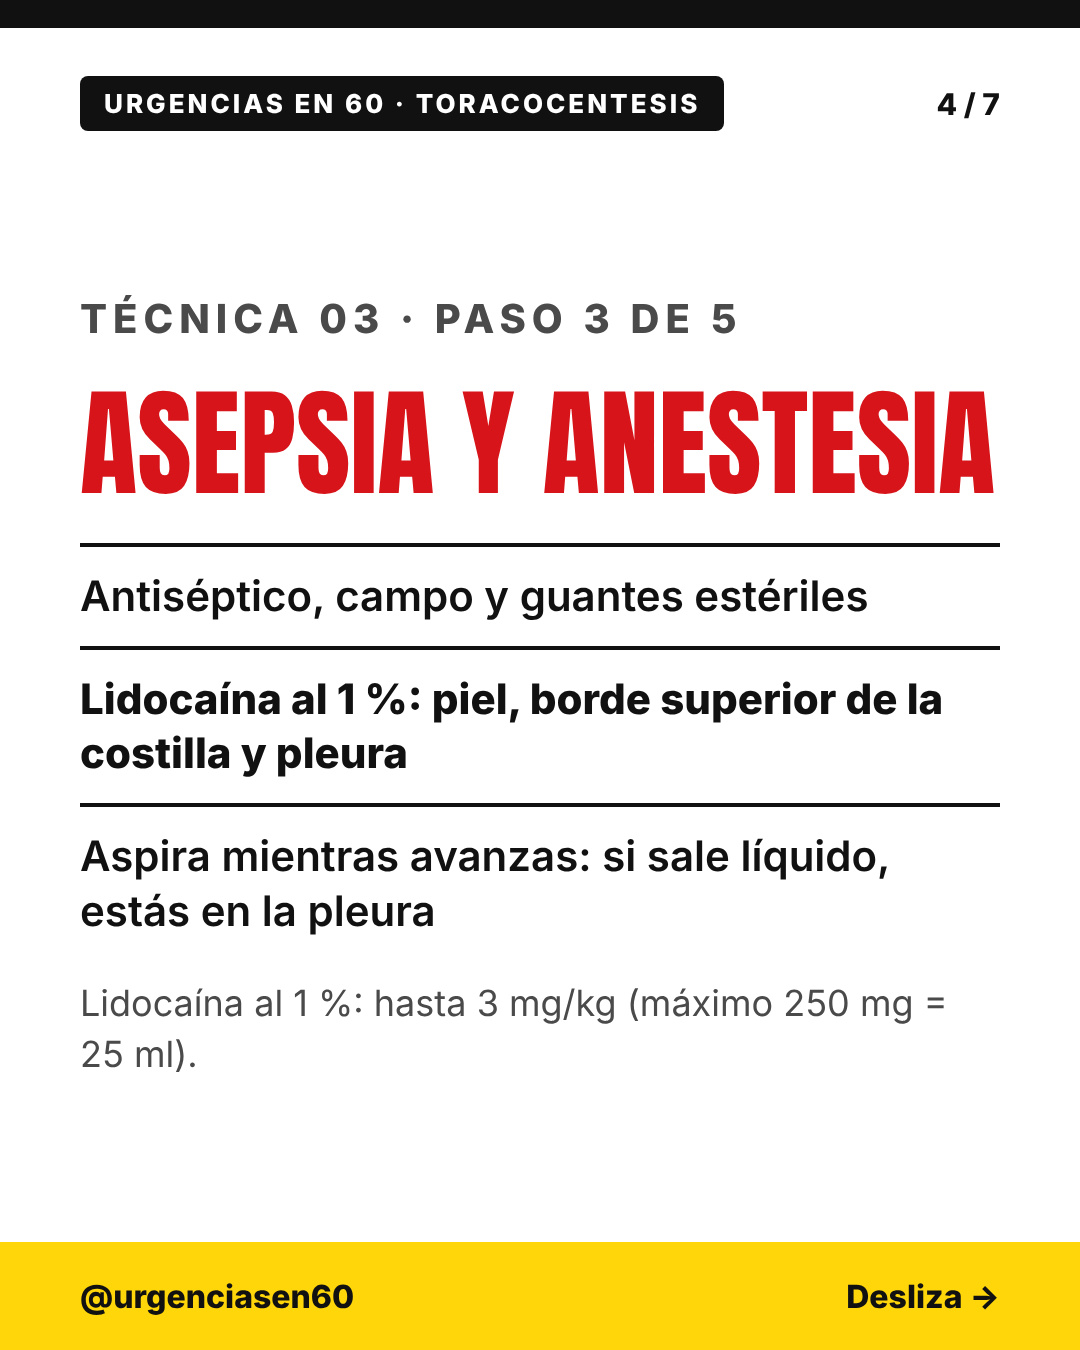 URGENCIAS EN 60 · TORACOCENTESIS
4 / 7
TÉCNICA 03 · PASO 3 DE 5
ASEPSIA Y ANESTESIA
Antiséptico, campo y guantes estériles
Lidocaína al 1 %: piel, borde superior de la
costilla y pleura
Aspira mientras avanzas: si sale líquido,
estás en la pleura
Lidocaína al 1 %: hasta 3 mg/kg (máximo 250 mg =
25 ml).
@urgenciasen60
Desliza →